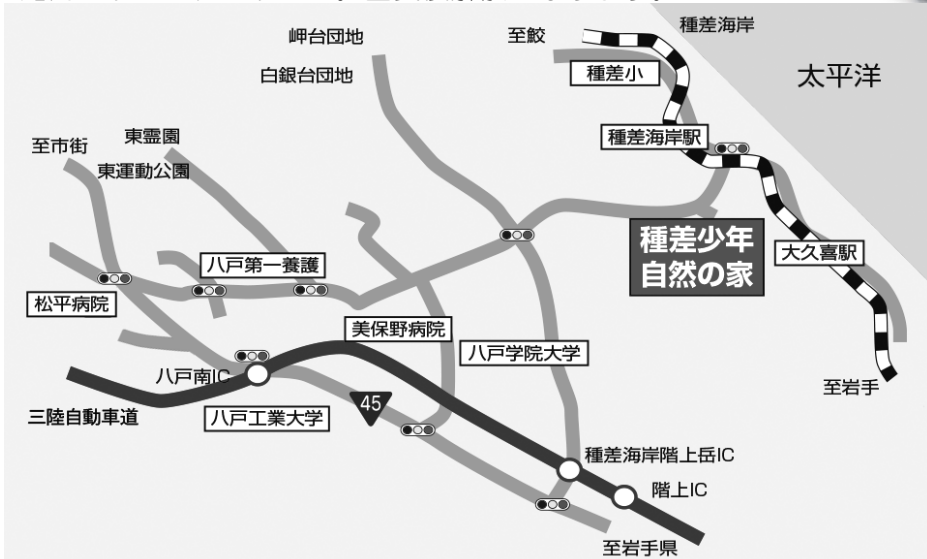 岬台団地
白銀台団地
至鮫
種差海岸
種差小
太平洋
至市街
東霊園
東運動公園
種差海岸駅
種差少年
自然の家
大久喜駅
八戸第一養護
松平病院
美保野病院
八戸学院大学
八戸南IC
三陸自動車道
八戸工業大学
45
至岩手
種差海岸階上岳IC
階上IC
至岩手県